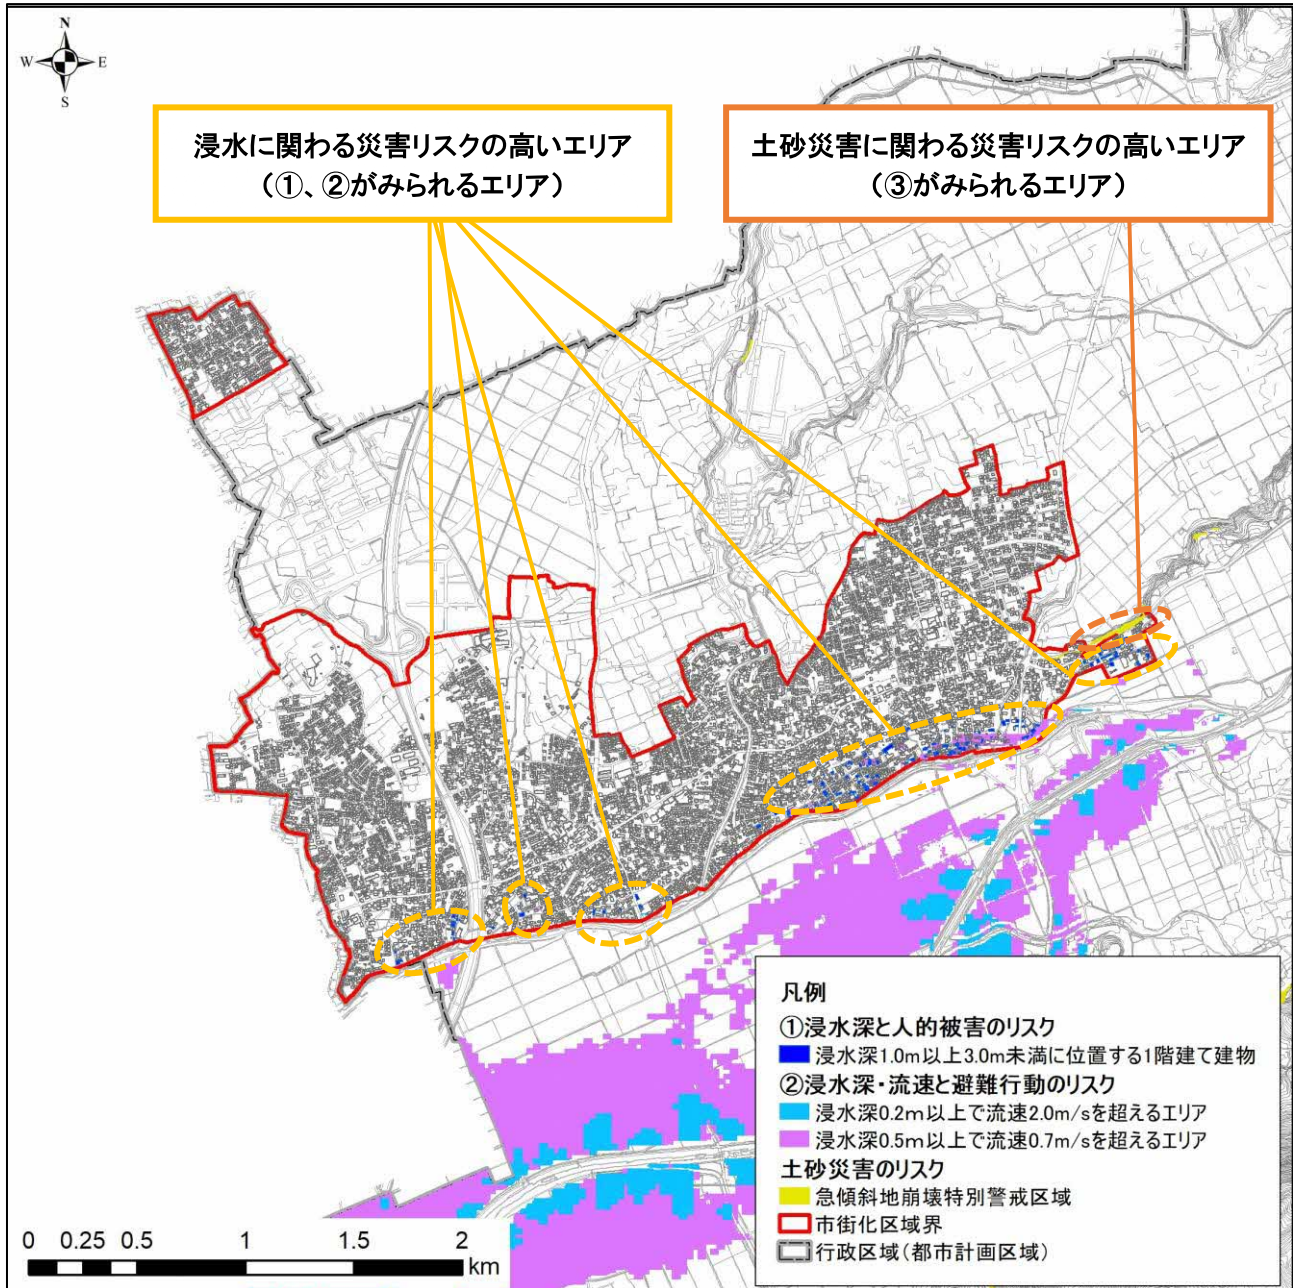 N
W
E
S
浸水に関わる災害リスクの高いエリア
（①、②がみられるエリア）
土砂災害に関わる災害リスクの高いエリア
（③がみられるエリア）
凡例
①浸水深と人的被害のリスク
浸水深1.0m以上3.0m未満に位置する1階建て建物
②浸水深・流速と避難行動のリスク
浸水深0.2m以上で流速2.0m/sを超えるエリア
浸水深0.5m以上で流速0.7m/sを超えるエリア
土砂災害のリスク
急傾斜地崩壊特別警戒区域
市街化区域界
行政区域(都市計画区域)
0 0.25 0.5 1 1.5 2
km